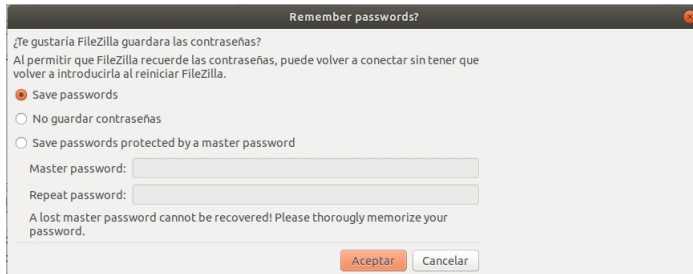 Remember passwords?
¿Te gustaría FileZilla guardara las contraseñas?
Al permitir que FileZilla recuerde las contraseñas, puede volver a conectar sin tener que
volver a introducirla al reiniciar FileZilla.
Save passwords
No guardar contraseñas
Save passwords protected by a master password
Master password:
Repeat password:
A lost master password cannot be recovered! Please thorougly memorize your
password.
Aceptar Cancelar